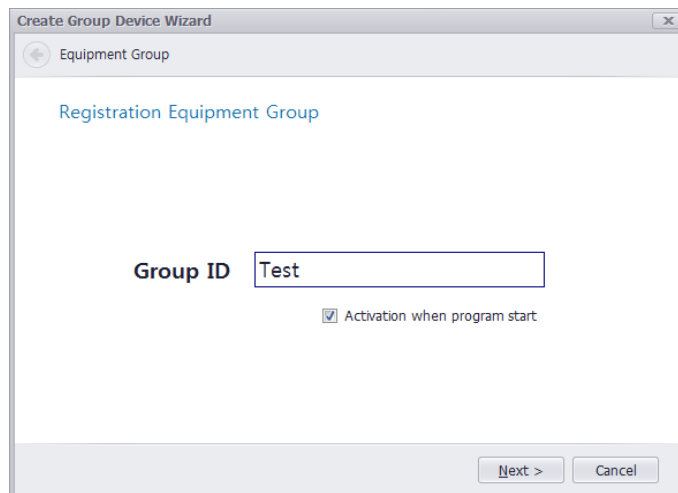 Create Group Device Wizard
Equipment Group
Registration Equipment Group
Group ID Test
Activation when program start
Next > Cancel